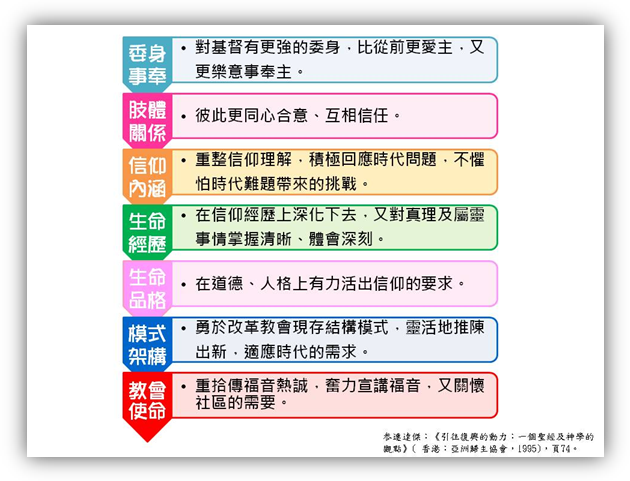 委身
事奉
• 對基督有更強的委身，比從前更愛主，又
更樂意事奉主。
肢體
關係
• 彼此更同心合意、互相信任。
信仰
內涵
• 重整信仰理解，積極回應時代問題，不懼
怕時代難題帶來的挑戰。
生命
經歷
• 在信仰經歷上深化下去，又對真理及屬靈
事情掌握清晰、體會深刻。
生命
品格
• 在道德、人格上有力活出信仰的要求。
模式
架構
• 勇於改革教會現存結構模式，靈活地推陳
出新，適應時代的需求。
教會
使命
• 重拾傳福音熱誠，奮力宣講福音，又關懷
社區的需要。
參連達傑：《引往復興的動力：一個聖經及神學的
觀點》( 香港：亞洲歸主協會，1995)，頁74。